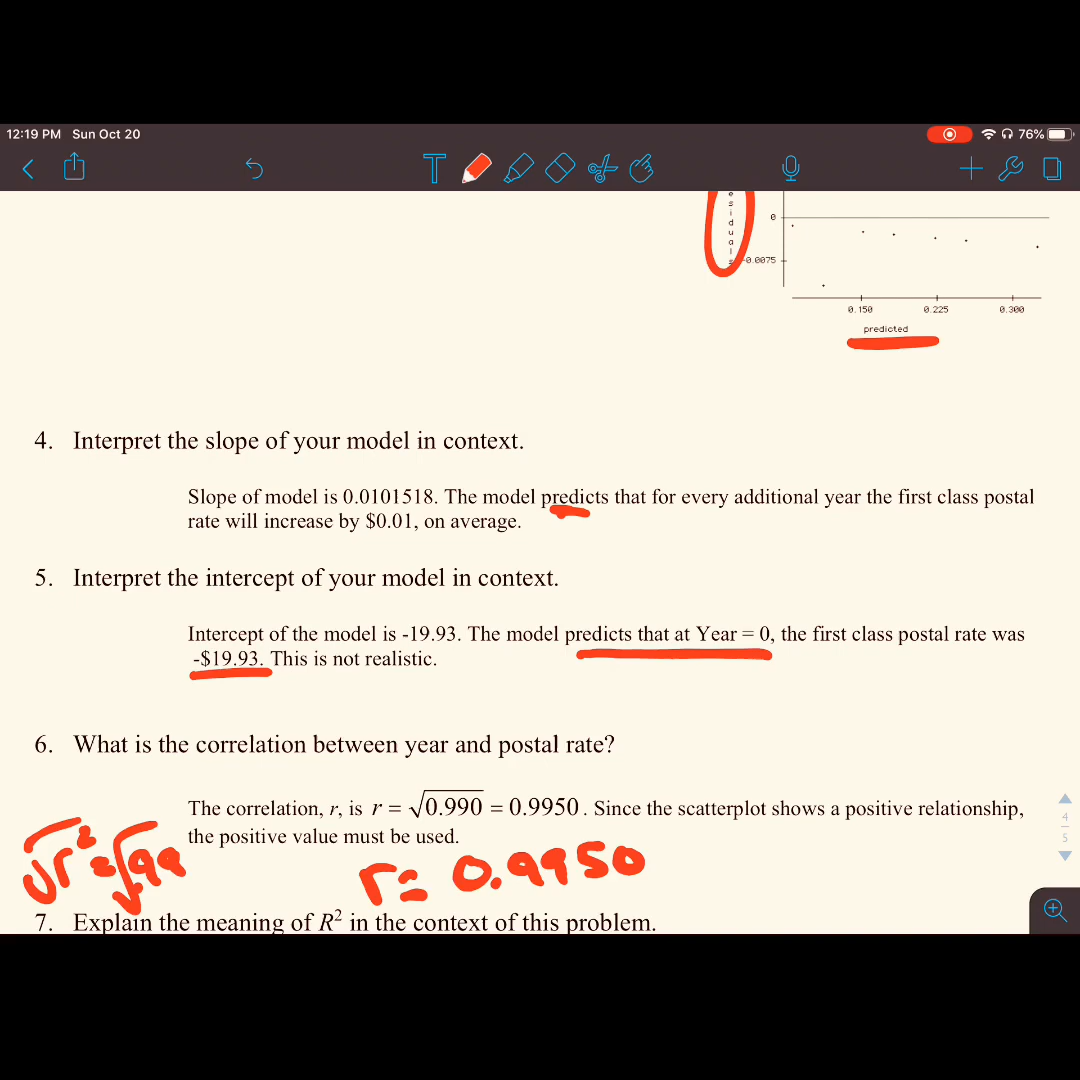 12:19 PM Sun Oct 20
76%
T
e
s
i
d
u
a
l
s
0
-0.0075
0.150 0.225 0.300
predicted
4. Interpret the slope of your model in context.
Slope of model is 0.0101518. The model predicts that for every additional year the first class postal
rate will increase by $0.01, on average.
5. Interpret the intercept of your model in context.
Intercept of the model is -19.93. The model predicts that at Year = 0, the first class postal rate was
-$19.93. This is not realistic.
6. What is the correlation between year and postal rate?
The correlation, r, is r = √0.990 = 0.9950. Since the scatterplot shows a positive relationship,
the positive value must be used.
√r² = √.99
r = 0.9950
7. Explain the meaning of R² in the context of this problem.
4
5